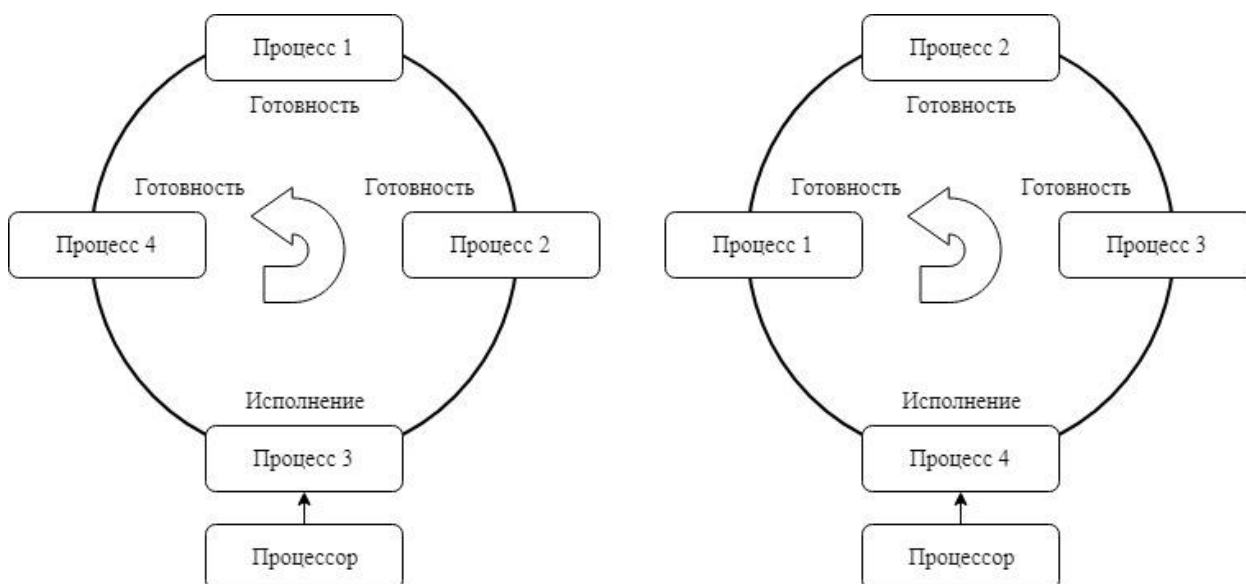 Процесс 1
Готовность
Готовность
Готовность
Процесс 4
Процесс 2
Исполнение
Процесс 3
Процессор
Процесс 2
Готовность
Готовность
Готовность
Процесс 1
Процесс 3
Исполнение
Процесс 4
Процессор